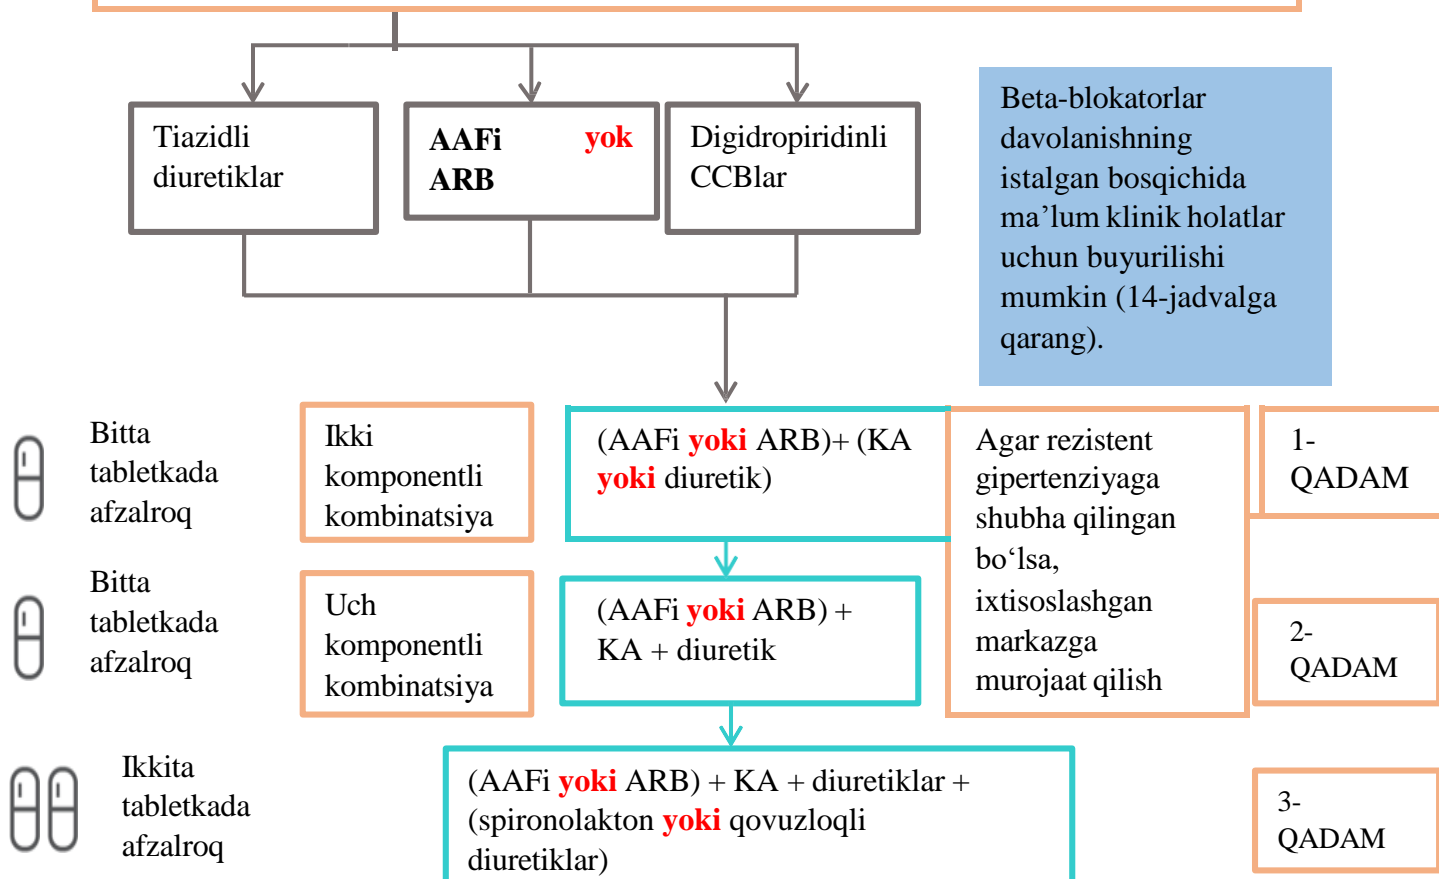 Tiazidli
diuretiklar
AAFi yok
ARB
Digidropiridinli
CCBlar
Beta-blokatorlar
davolanishning
istalgan bosqichida
ma’lum klinik holatlar
uchun buyurilishi
mumkin (14-jadvalga
qarang).
Bitta
tabletkada
afzalroq
Ikki
komponentli
kombinatsiya
(AAFi yoki ARB)+ (KA
yoki diuretik)
Agar rezistent
gipertenziyaga
shubha qilingan
bo‘lsa,
ixtisoslashgan
markazga
murojaat qilish
1-
QADAM
Bitta
tabletkada
afzalroq
Uch
komponentli
kombinatsiya
(AAFi yoki ARB) +
KA + diuretik
2-
QADAM
Ikkita
tabletkada
afzalroq
(AAFi yoki ARB) + KA + diuretiklar +
(spironolakton yoki qovuzloqli
diuretiklar)
3-
QADAM